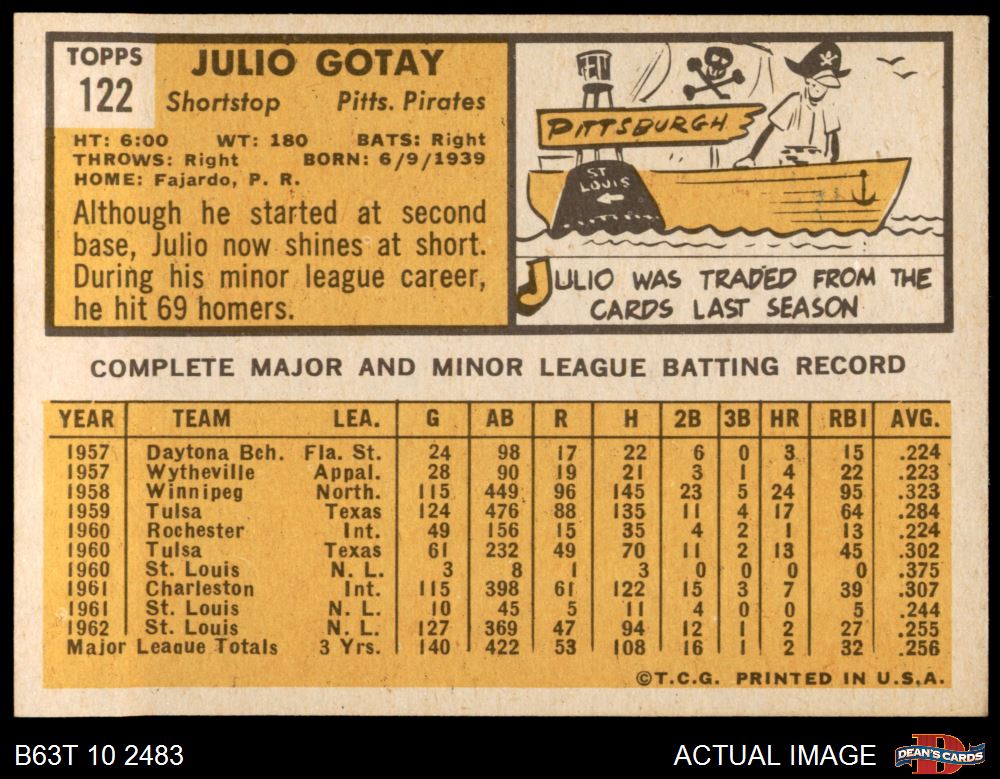 TOPPS
122
JULIO GOTAY
Shortstop Pitts. Pirates
HT: 6:00 WT: 180 BATS: Right
THROWS: Right BORN: 6/9/1939
HOME: Fajardo, P. R.
Although he started at second
base, Julio now shines at short.
During his minor league career,
he hit 69 homers.
PITTSBURGH
ST
LOUIS
JULIO WAS TRADED FROM THE
CARDS LAST SEASON
COMPLETE MAJOR AND MINOR LEAGUE BATTING RECORD
YEAR TEAM LEA. G AB R H 2B 3B HR RBI AVG.
1957 Daytona Bch. Fla. St. 24 98 17 22 6 0 3 15 .224
1957 Wytheville Appal. 28 90 19 21 3 1 4 22 .223
1958 Winnipeg North. 115 449 96 145 23 5 24 95 .323
1959 Tulsa Texas 124 476 88 135 11 4 17 64 .284
1960 Rochester Int. 49 156 15 35 4 2 1 13 .224
1960 Tulsa Texas 61 232 49 70 11 2 13 45 .302
1960 St. Louis N. L. 3 8 1 3 0 0 0 0 .375
1961 Charleston Int. 115 398 61 122 15 3 7 39 .307
1961 St. Louis N. L. 10 45 5 11 4 0 0 5 .244
1962 St. Louis N. L. 127 369 47 94 12 1 2 27 .255
Major League Totals 3 Yrs. 140 422 53 108 16 1 2 32 .256
©T.C.G. PRINTED IN U.S.A.
B63T 10 2483
ACTUAL IMAGE
DEAN'S CARDS